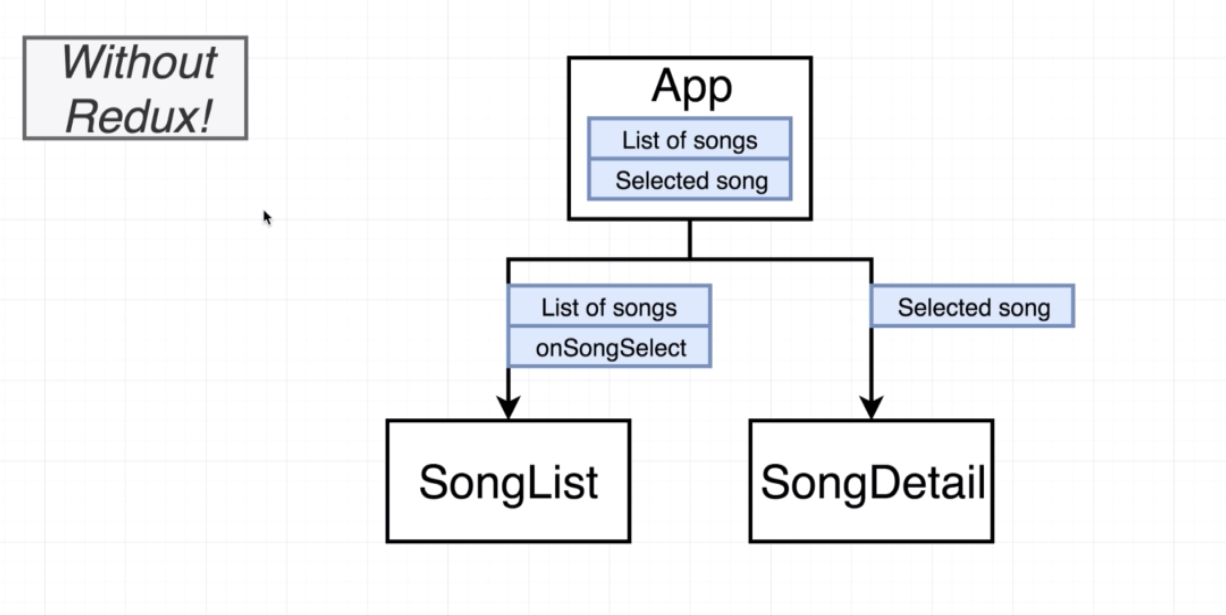 Without
Redux!
App
List of songs
Selected song
List of songs
onSongSelect
Selected song
SongList
SongDetail